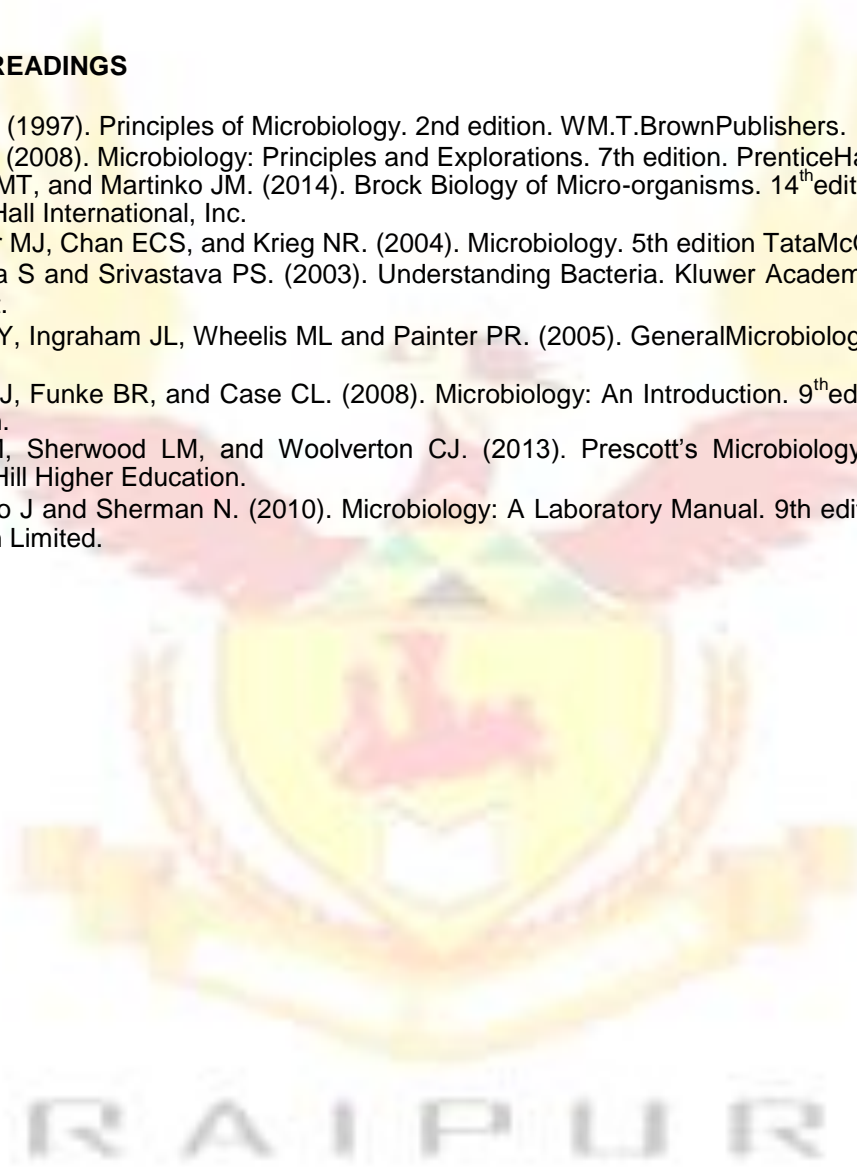 READINGS
(1997). Principles of Microbiology. 2nd edition. WM.T.BrownPublishers.
(2008). Microbiology: Principles and Explorations. 7th edition. PrenticeHa
MT, and Martinko JM. (2014). Brock Biology of Micro-organisms. 14thedit
Hall International, Inc.
r MJ, Chan ECS, and Krieg NR. (2004). Microbiology. 5th edition TataMcG
a S and Srivastava PS. (2003). Understanding Bacteria. Kluwer Academ
.
Y, Ingraham JL, Wheelis ML and Painter PR. (2005). GeneralMicrobiolog
J, Funke BR, and Case CL. (2008). Microbiology: An Introduction. 9thed
.
M, Sherwood LM, and Woolverton CJ. (2013). Prescott’s Microbiology
Hill Higher Education.
o J and Sherman N. (2010). Microbiology: A Laboratory Manual. 9th edit
n Limited.
RAIPUR